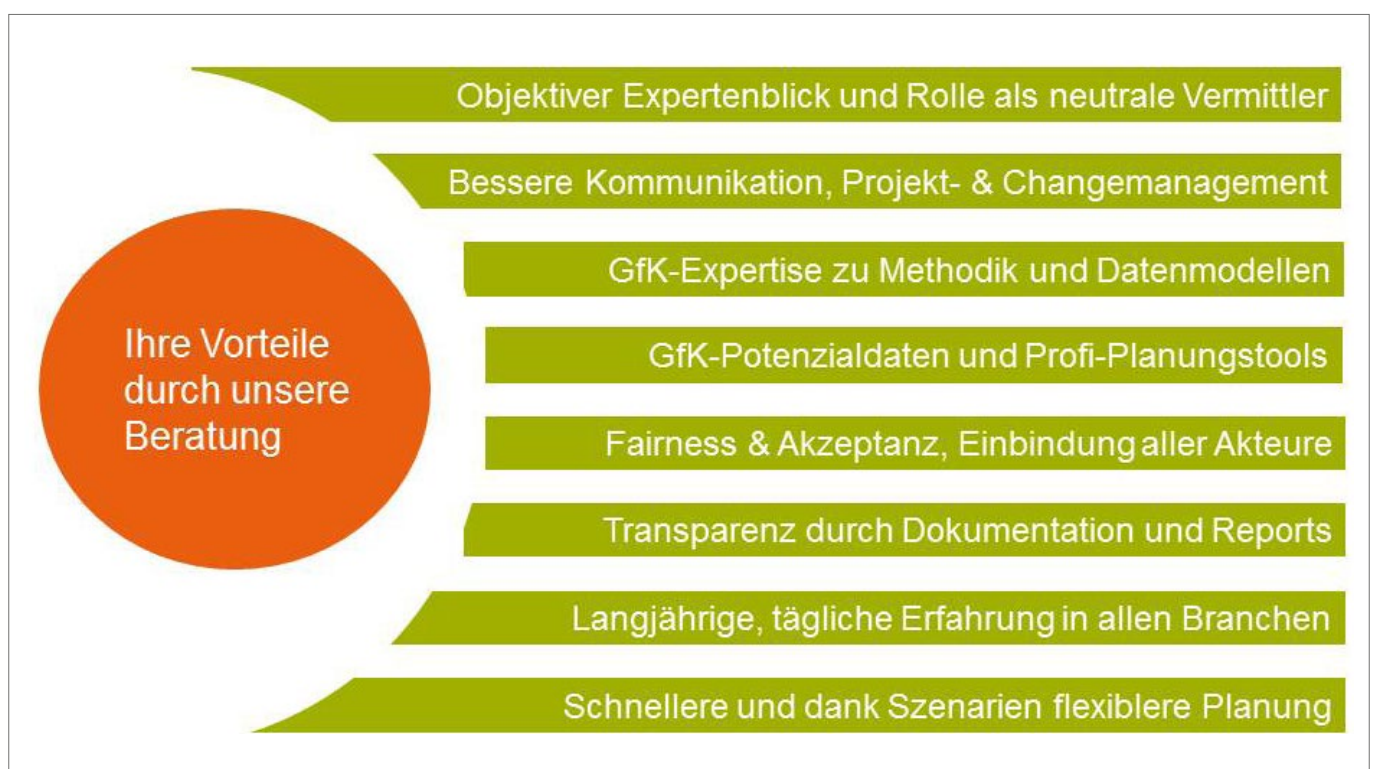 Objektiver Expertenblick und Rolle als neutrale Vermittler
Bessere Kommunikation, Projekt- & Changemanagement
GfK-Expertise zu Methodik und Datenmodellen
Ihre Vorteile
durch unsere
Beratung
GfK-Potenzialdaten und Profi-Planungstools
Fairness & Akzeptanz, Einbindung aller Akteure
Transparenz durch Dokumentation und Reports
Langjährige, tägliche Erfahrung in allen Branchen
Schnellere und dank Szenarien flexiblere Planung